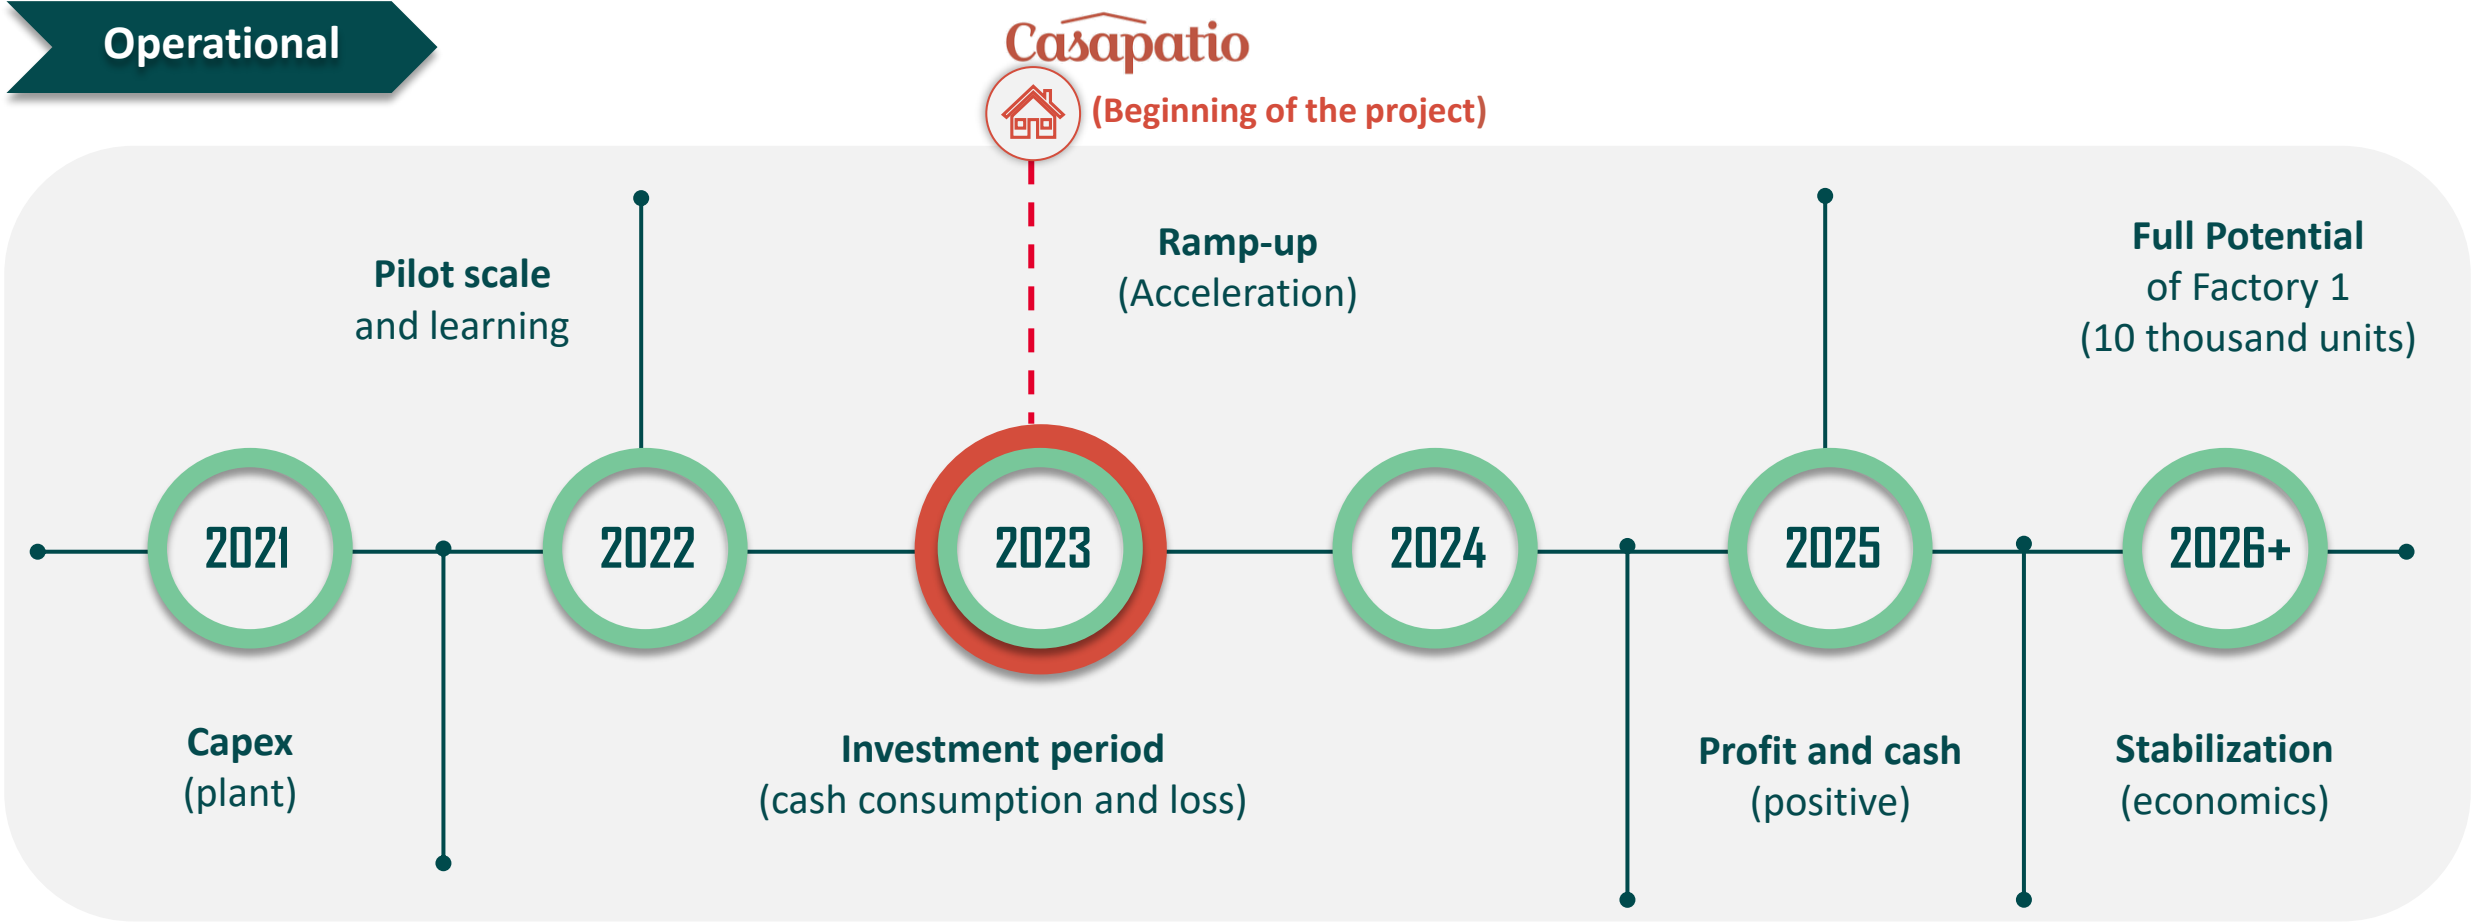 Operational
Casapatio
(Beginning of the project)
Pilot scale
and learning
Ramp-up
(Acceleration)
Full Potential
of Factory 1
(10 thousand units)
2021
2022
2023
2024
2025
2026+
Capex
(plant)
Investment period
(cash consumption and loss)
Profit and cash
(positive)
Stabilization
(economics)